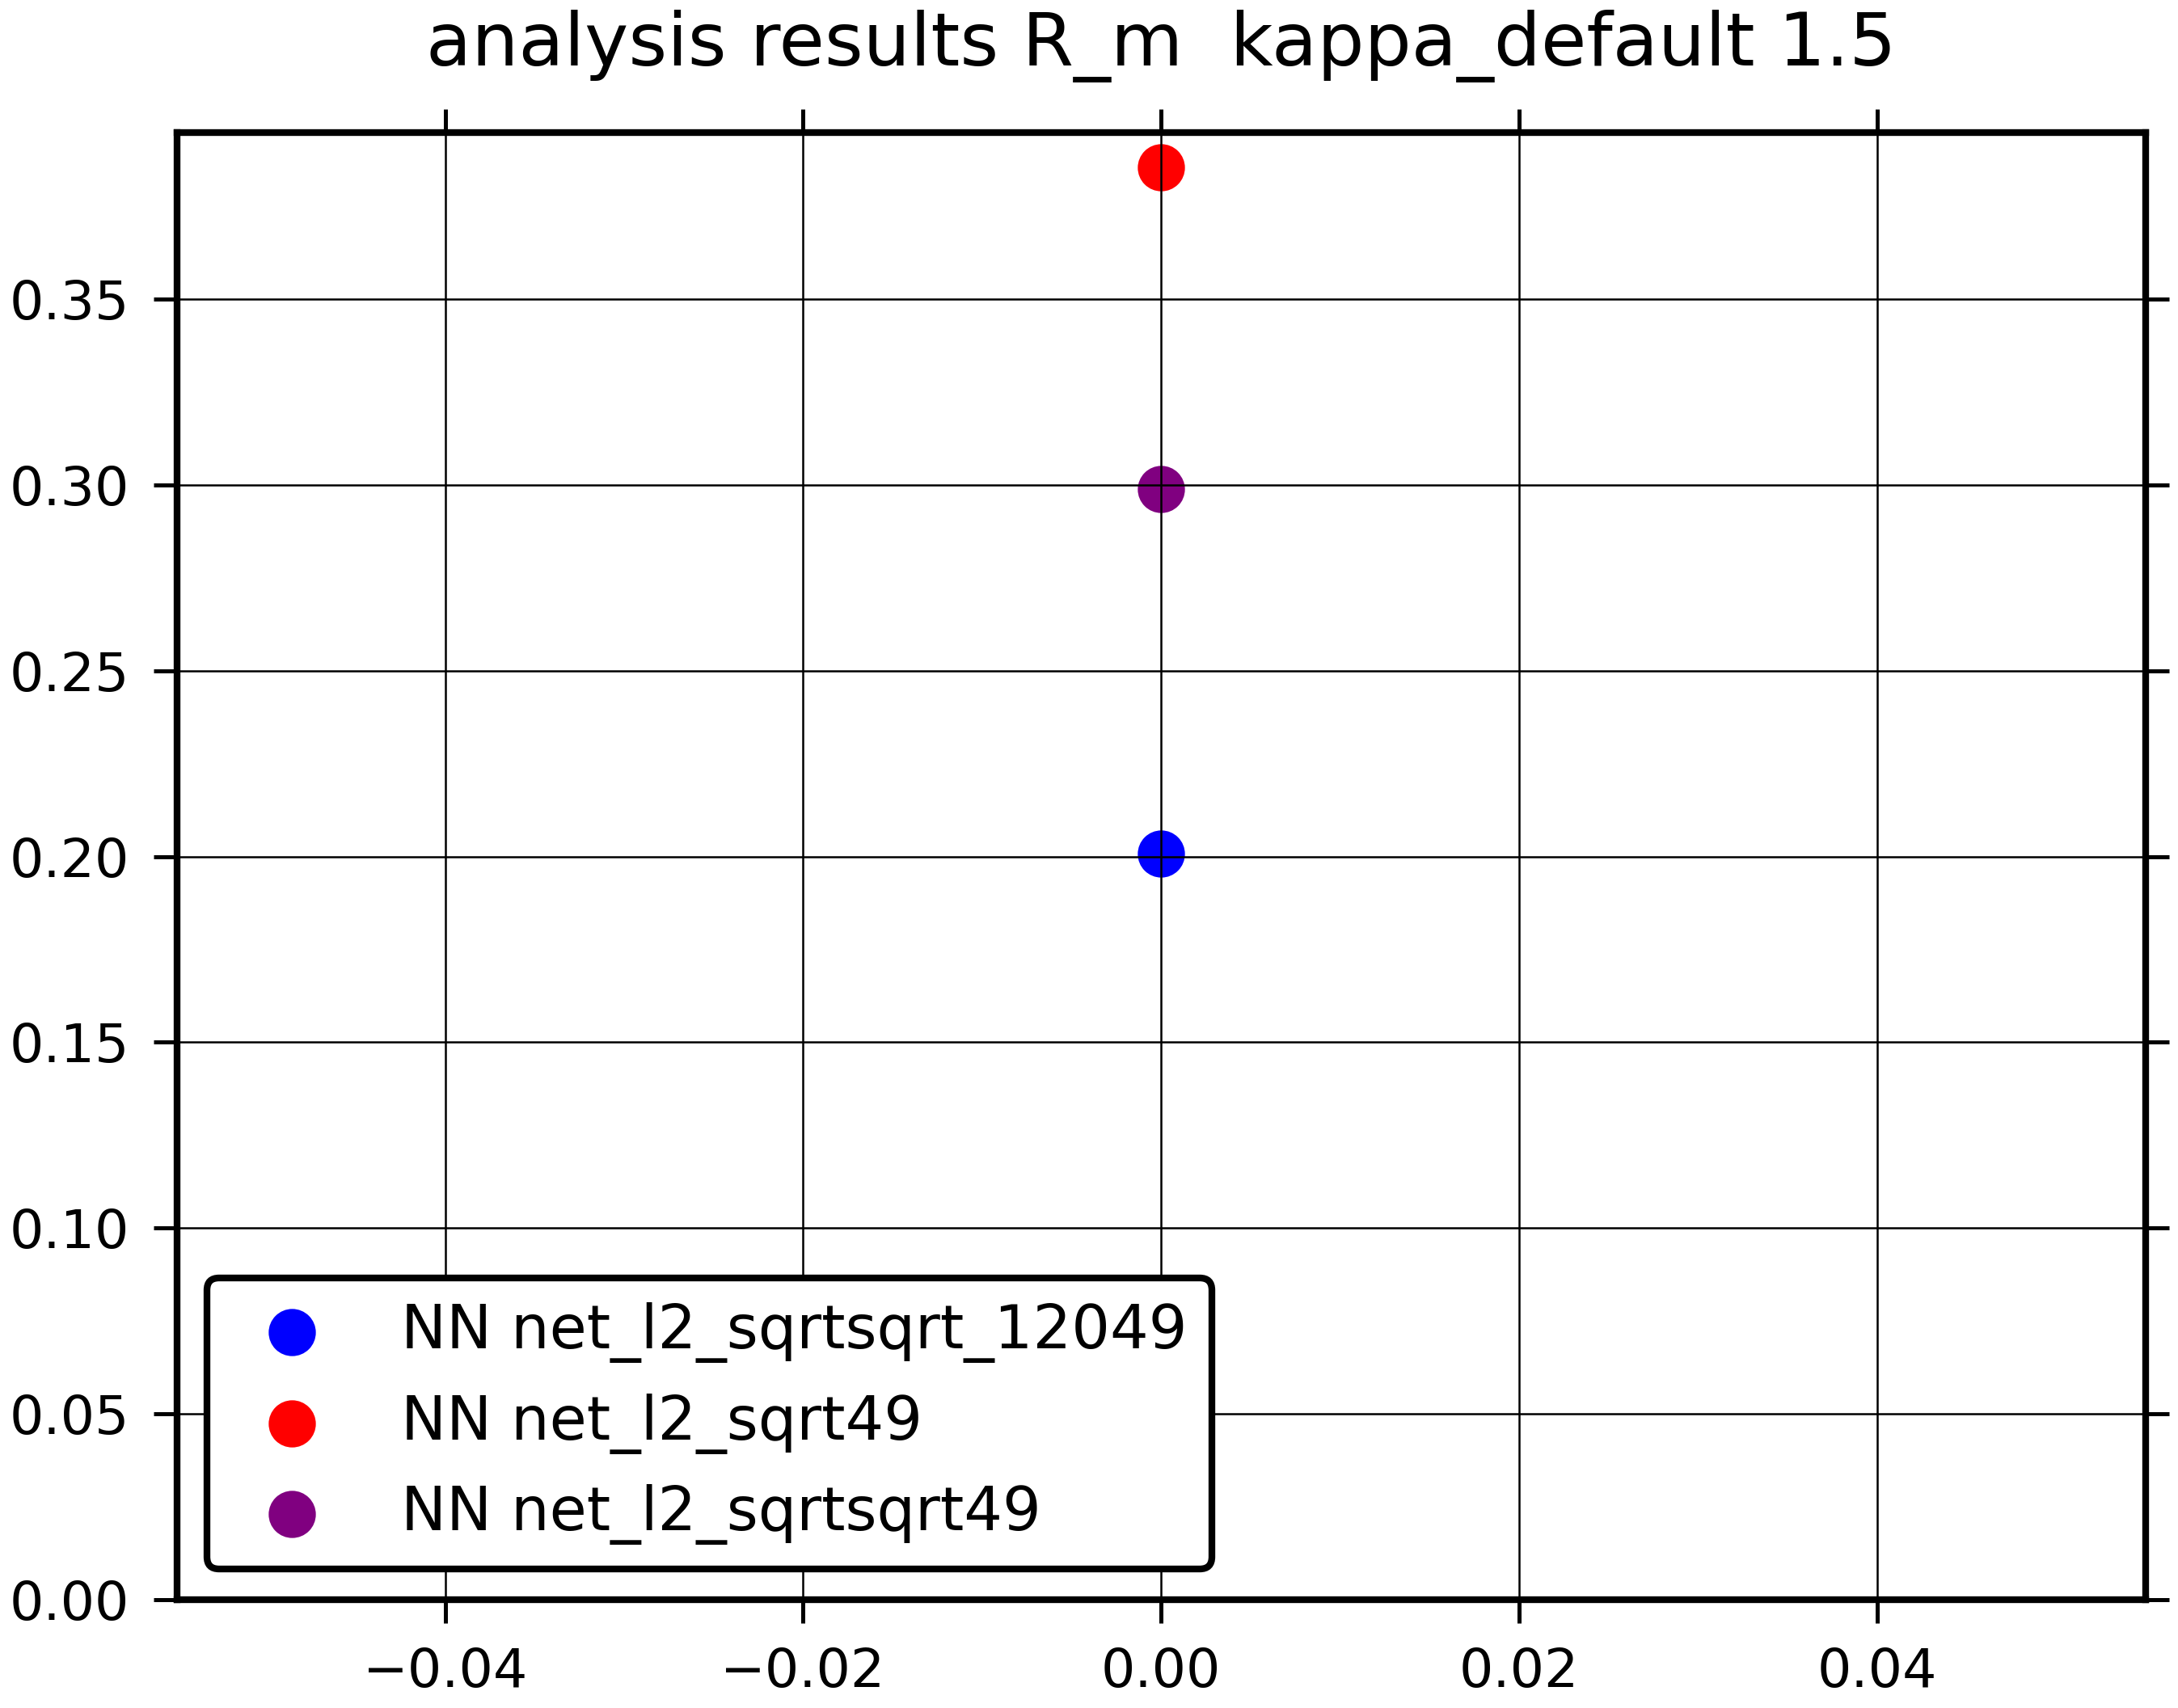 analysis results R_m  kappa_default 1.5
0.35
0.30
0.25
0.20
0.15
0.10
0.05
0.00
NN net_l2_sqrtsqrt_12049
NN net_l2_sqrt49
NN net_l2_sqrtsqrt49
−0.04 −0.02 0.00 0.02 0.04